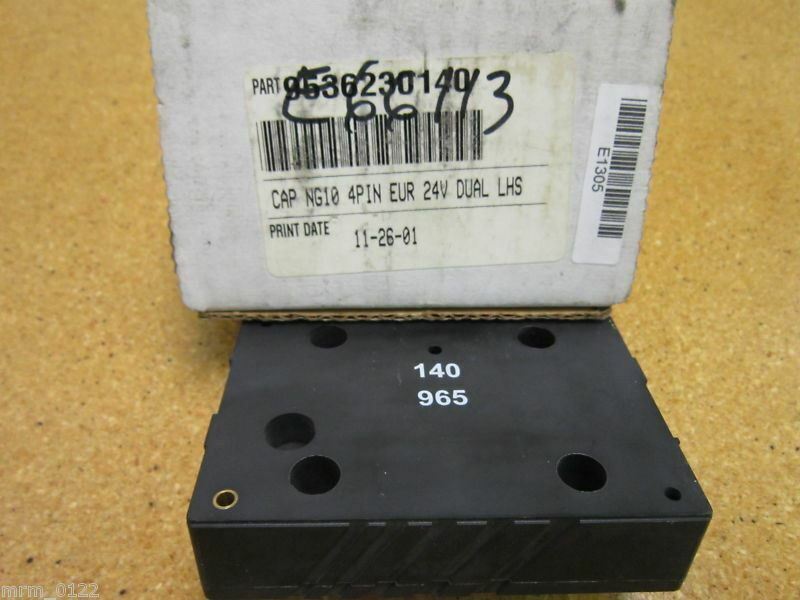 PART 9536230140
E66113
CAP NG10 4PIN EUR 24V DUAL LHS
PRINT DATE 11-26-01
E1305
140
965
mrm_0122